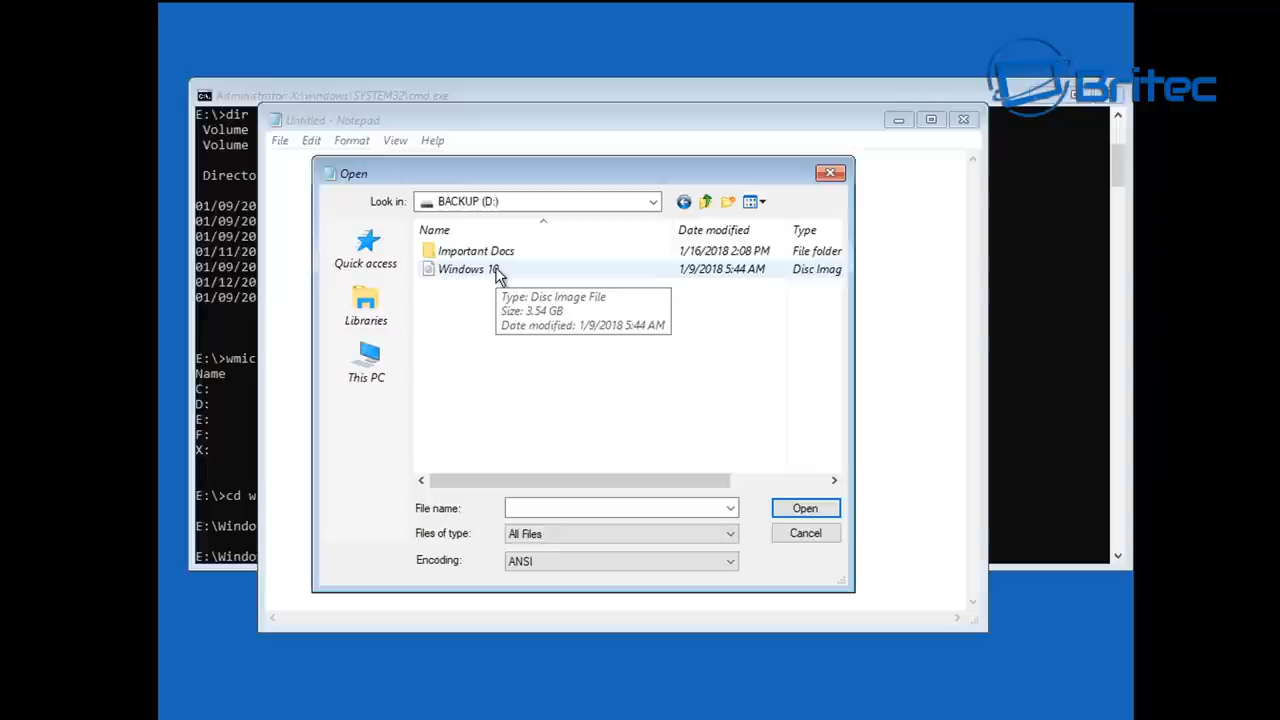 Britec
Administrator: X:\windows\SYSTEM32\cmd.exe
E:\>dir
Volume
Volume
Directo
01/09/20
01/09/20
01/09/20
01/11/20
01/09/20
01/12/20
01/09/20
E:\>wmic
Name
C:
D:
E:
F:
X:
E:\>cd w
E:\Windo
E:\Windo
Untitled - Notepad
File Edit Format View Help
Open
Look in: BACKUP (D:)
Quick access
Libraries
This PC
Name Date modified Type
Important Docs 1/16/2018 2:08 PM File folder
Windows 10 1/9/2018 5:44 AM Disc Imag
Type: Disc Image File
Size: 3.54 GB
Date modified: 1/9/2018 5:44 AM
File name: Open
Files of type: All Files Cancel
Encoding: ANSI